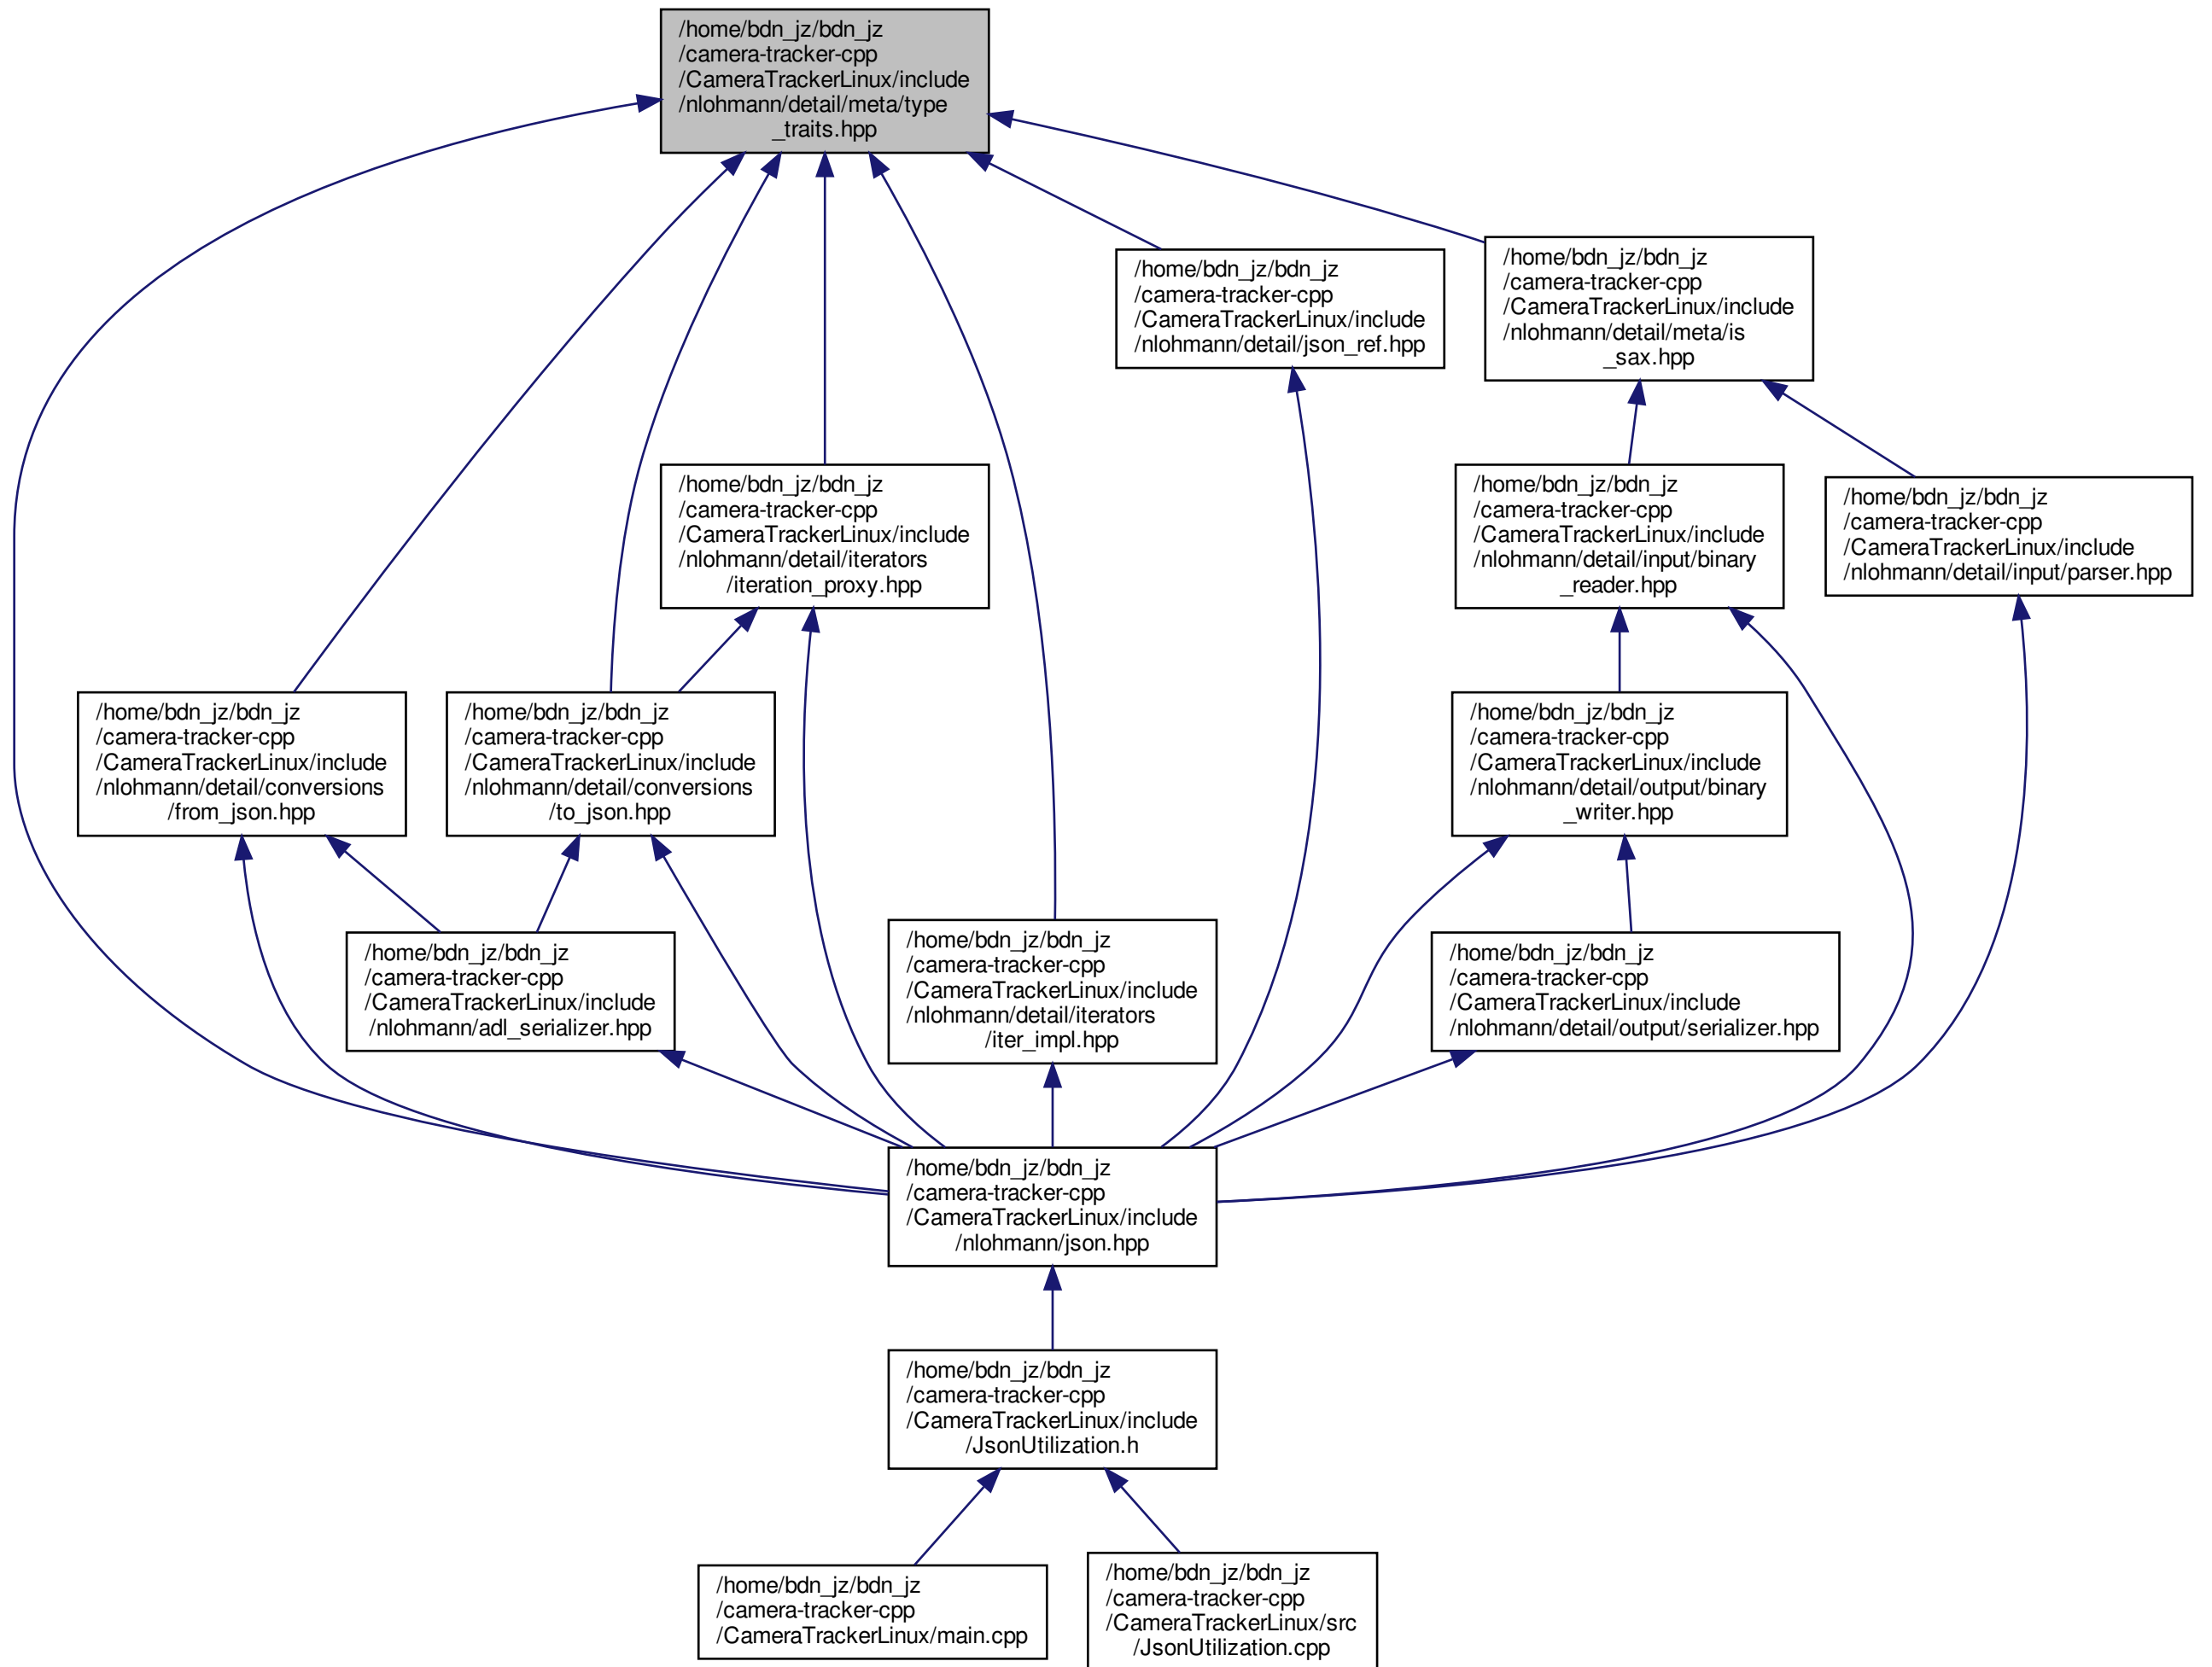 /home/bdn_jz/bdn_jz
/camera-tracker-cpp
/CameraTrackerLinux/include
/nlohmann/detail/meta/type
_traits.hpp
/home/bdn_jz/bdn_jz
/camera-tracker-cpp
/CameraTrackerLinux/include
/nlohmann/detail/json_ref.hpp
/home/bdn_jz/bdn_jz
/camera-tracker-cpp
/CameraTrackerLinux/include
/nlohmann/detail/meta/is
_sax.hpp
/home/bdn_jz/bdn_jz
/camera-tracker-cpp
/CameraTrackerLinux/include
/nlohmann/detail/iterators
/iteration_proxy.hpp
/home/bdn_jz/bdn_jz
/camera-tracker-cpp
/CameraTrackerLinux/include
/nlohmann/detail/input/binary
_reader.hpp
/home/bdn_jz/bdn_jz
/camera-tracker-cpp
/CameraTrackerLinux/include
/nlohmann/detail/input/parser.hpp
/home/bdn_jz/bdn_jz
/camera-tracker-cpp
/CameraTrackerLinux/include
/nlohmann/detail/conversions
/from_json.hpp
/home/bdn_jz/bdn_jz
/camera-tracker-cpp
/CameraTrackerLinux/include
/nlohmann/detail/conversions
/to_json.hpp
/home/bdn_jz/bdn_jz
/camera-tracker-cpp
/CameraTrackerLinux/include
/nlohmann/detail/output/binary
_writer.hpp
/home/bdn_jz/bdn_jz
/camera-tracker-cpp
/CameraTrackerLinux/include
/nlohmann/adl_serializer.hpp
/home/bdn_jz/bdn_jz
/camera-tracker-cpp
/CameraTrackerLinux/include
/nlohmann/detail/iterators
/iter_impl.hpp
/home/bdn_jz/bdn_jz
/camera-tracker-cpp
/CameraTrackerLinux/include
/nlohmann/detail/output/serializer.hpp
/home/bdn_jz/bdn_jz
/camera-tracker-cpp
/CameraTrackerLinux/include
/nlohmann/json.hpp
/home/bdn_jz/bdn_jz
/camera-tracker-cpp
/CameraTrackerLinux/include
/JsonUtilization.h
/home/bdn_jz/bdn_jz
/camera-tracker-cpp
/CameraTrackerLinux/main.cpp
/home/bdn_jz/bdn_jz
/camera-tracker-cpp
/CameraTrackerLinux/src
/JsonUtilization.cpp